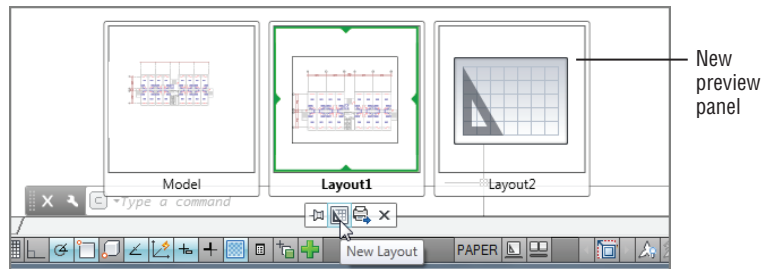 New
preview
panel
Model
Layout1
Layout2
Type a command
New Layout
PAPER